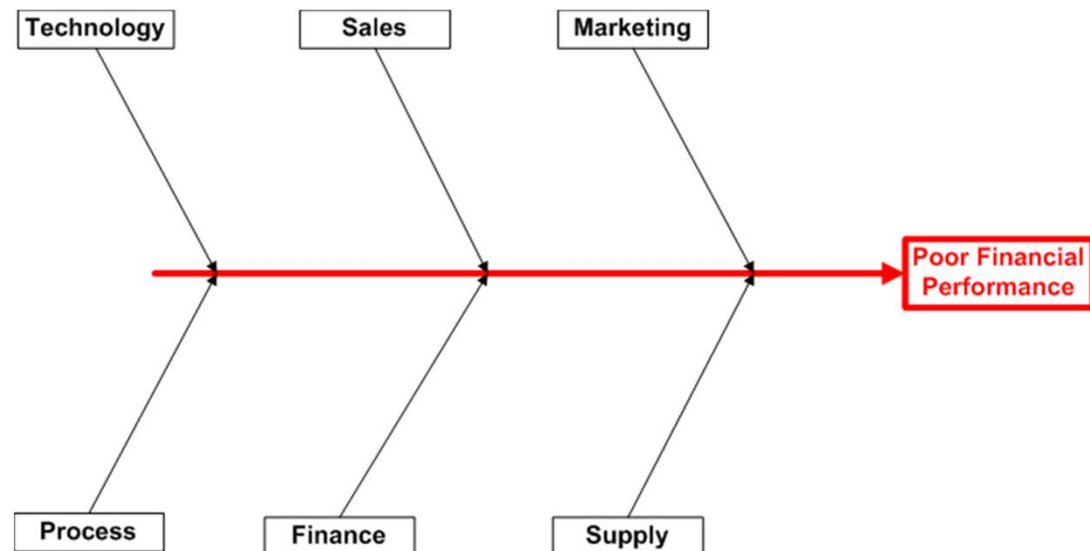 Technology
Sales
Marketing
Poor Financial
Performance
Process
Finance
Supply